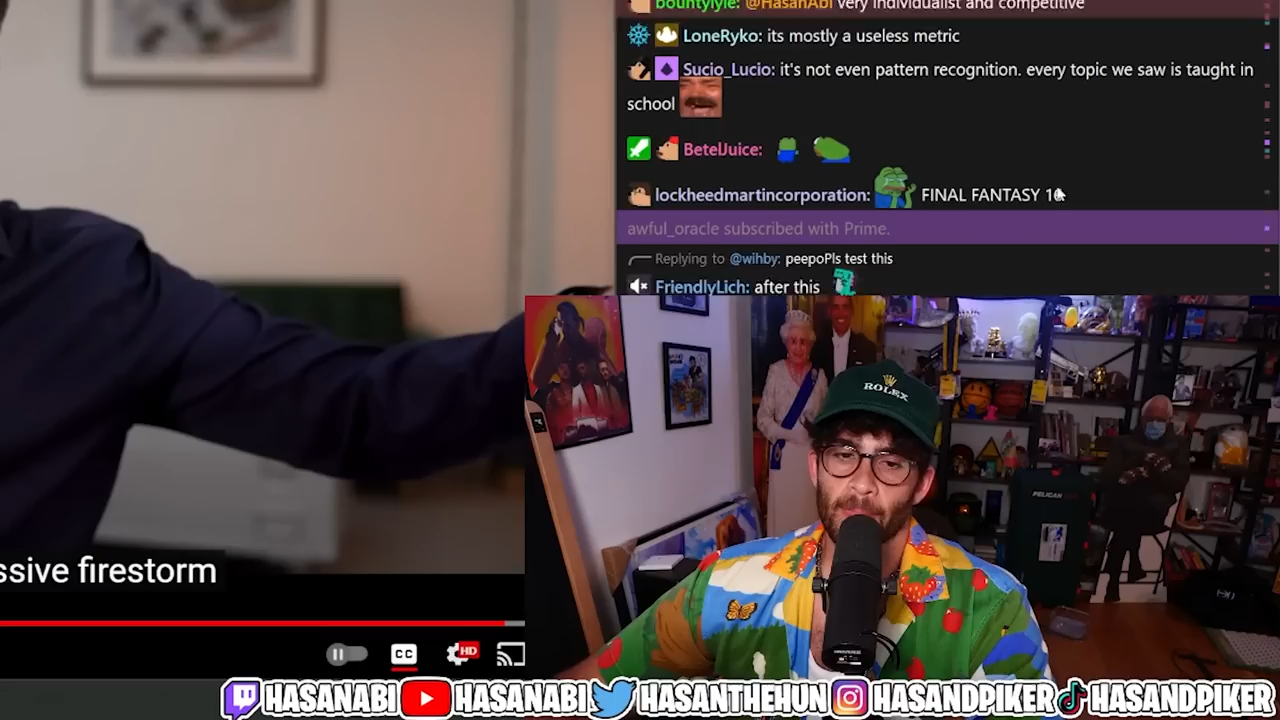 bountylyle: @HasanAbi very individualist and competitive
LoneRyko: its mostly a useless metric
Sucio_Lucio: it's not even pattern recognition. every topic we saw is taught in
school
BetelJuice:
lockheedmartincorporation: FINAL FANTASY 10
awful_oracle subscribed with Prime.
Replying to @wihby: peepoPls test this
FriendlyLich: after this
ROLEX
PELICAN
ssive firestorm
CC
HD
HASANABI HASANABI HASANTHEHUN HASANDPIKER HASANDPIKER